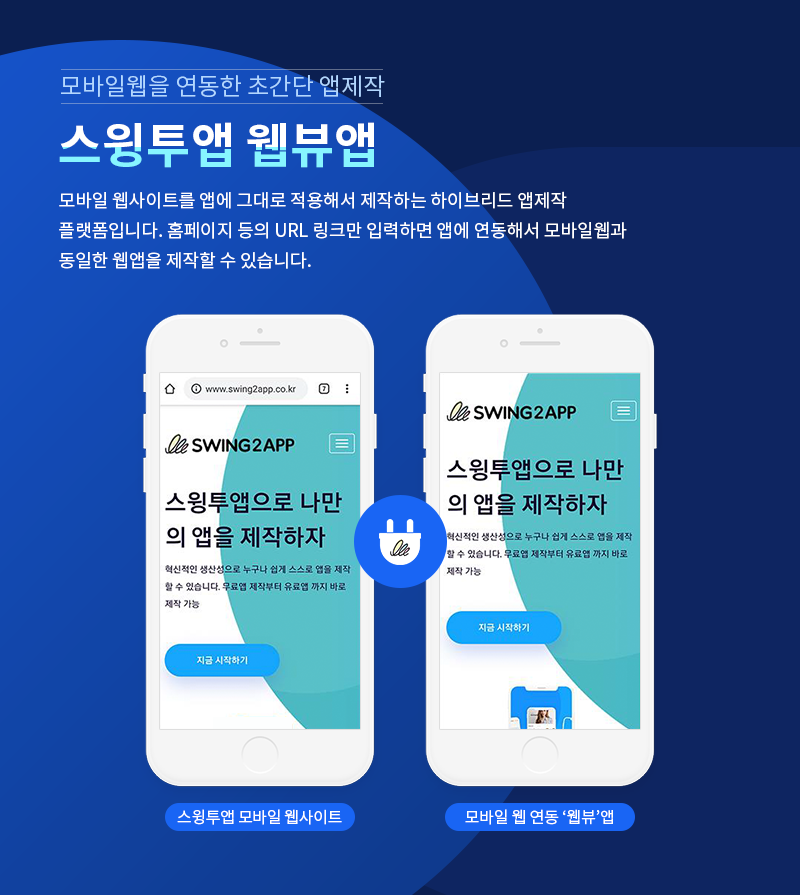 모바일웹을 연동한 초간단 앱제작
스윙투앱 웹뷰앱
모바일 웹사이트를 앱에 그대로 적용해서 제작하는 하이브리드 앱제작
플랫폼입니다. 홈페이지 등의 URL 링크만 입력하면 앱에 연동해서 모바일웹과
동일한 웹앱을 제작할 수 있습니다.
www.swing2app.co.kr
7
SWING2APP
스윙투앱으로 나만
의 앱을 제작하자
혁신적인 생산성으로 누구나 쉽게 스스로 앱을 제작
할 수 있습니다. 무료앱 제작부터 유료앱 까지 바로
제작 가능
지금 시작하기
스윙투앱 모바일 웹사이트
SWING2APP
스윙투앱으로 나만
의 앱을 제작하자
혁신적인 생산성으로 누구나 쉽게 스스로 앱을 제작
할 수 있습니다. 무료앱 제작부터 유료앱 까지 바로
제작 가능
지금 시작하기
모바일 웹 연동 ‘웹뷰’앱